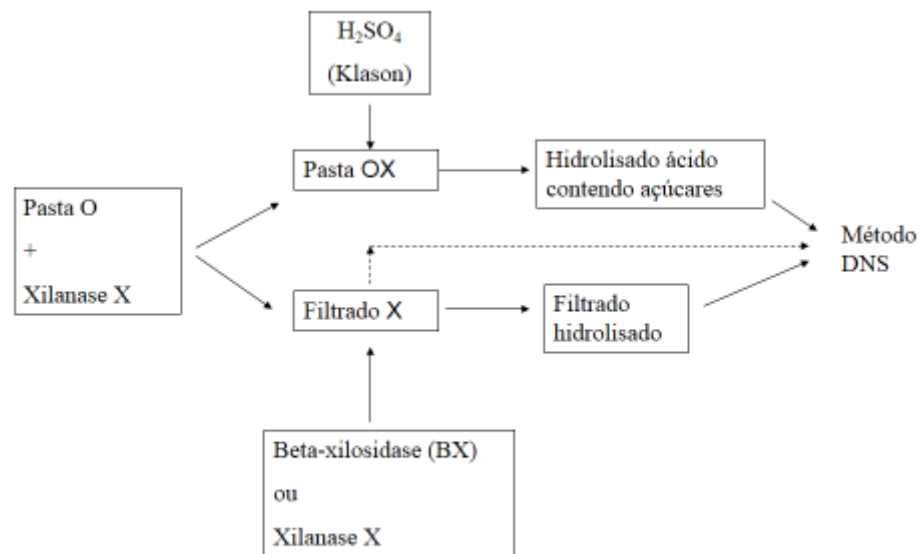 H₂SO₄
(Klason)
Pasta OX
Hidrolisado ácido
contendo açúcares
Pasta O
+
Xilanase X
Método
DNS
Filtrado X
Filtrado
hidrolisado
Beta-xilosidase (BX)
ou
Xilanase X